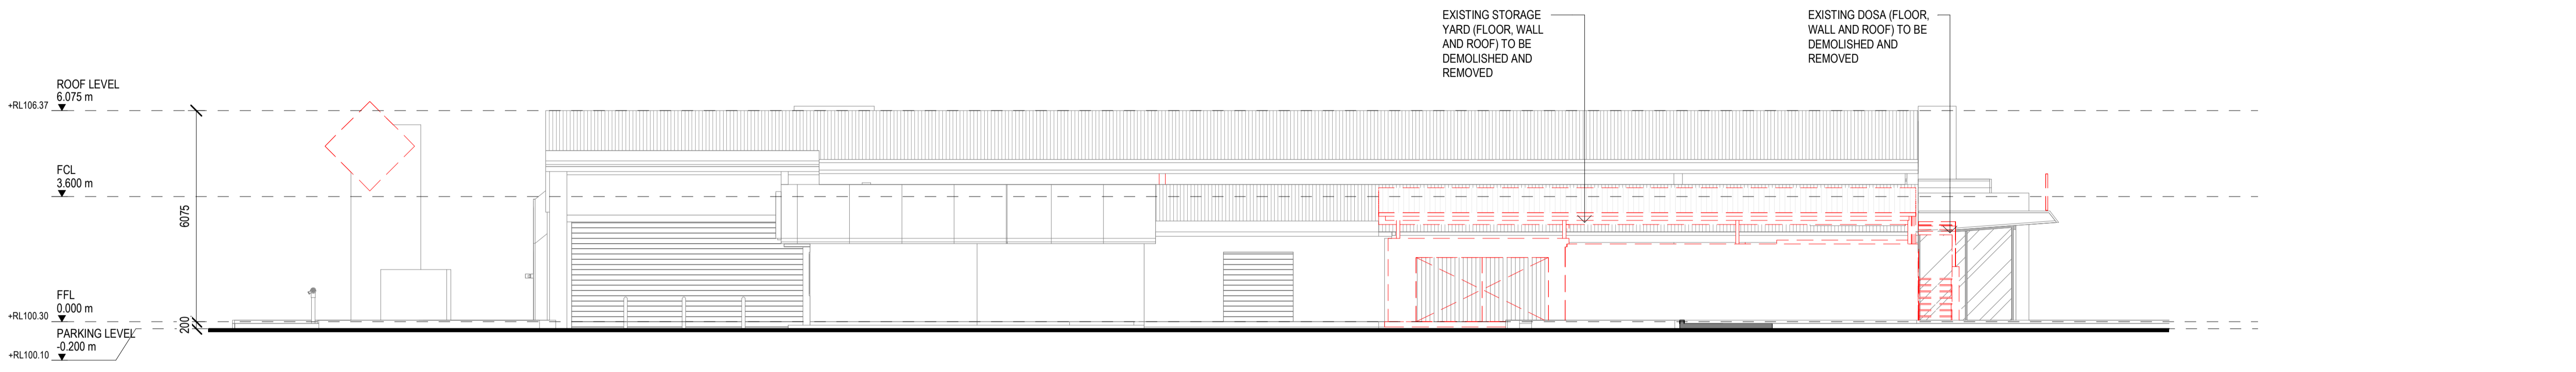 EXISTING STORAGE
YARD (FLOOR, WALL
AND ROOF) TO BE
DEMOLISHED AND
REMOVED
EXISTING DOSA (FLOOR,
WALL AND ROOF) TO BE
DEMOLISHED AND
REMOVED
ROOF LEVEL
6.075 m
+RL106.37
FCL
3.600 m
6075
FFL
0.000 m
+RL100.30
200
PARKING LEVEL
-0.200 m
+RL100.10